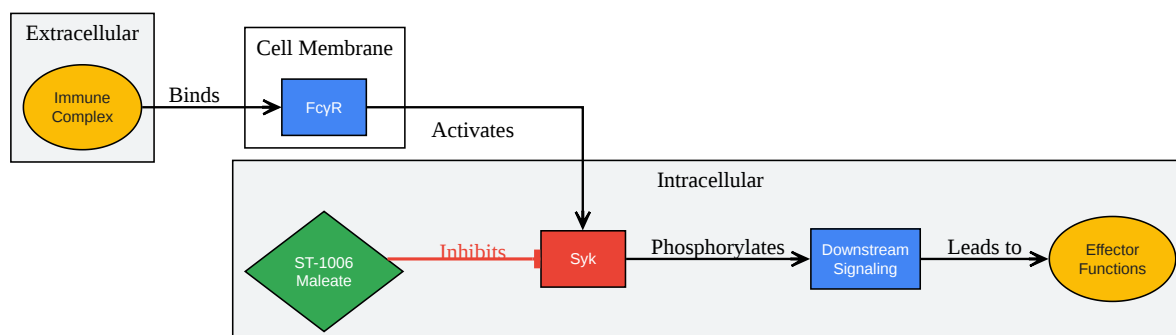 Extracellular
Immune
Complex
Binds
Cell Membrane
FcγR
Activates
Intracellular
ST-1006
Maleate
Inhibits
Syk
Phosphorylates
Downstream
Signaling
Leads to
Effector
Functions